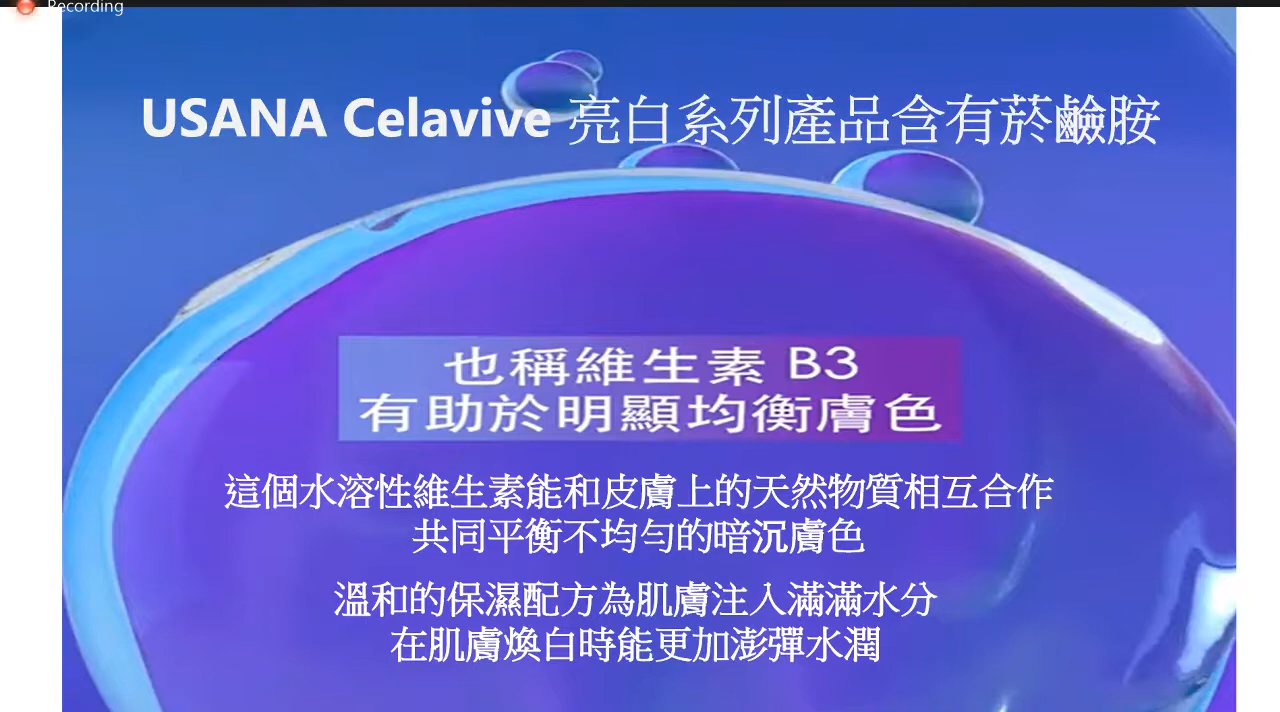 Recording
USANA Celavive 亮白系列產品含有菸鹼胺
也稱維生素 B3
有助於明顯均衡膚色
這個水溶性維生素能和皮膚上的天然物質相互合作
共同平衡不均勻的暗沉膚色
溫和的保濕配方為肌膚注入滿滿水分
在肌膚煥白時能更加澎彈水潤